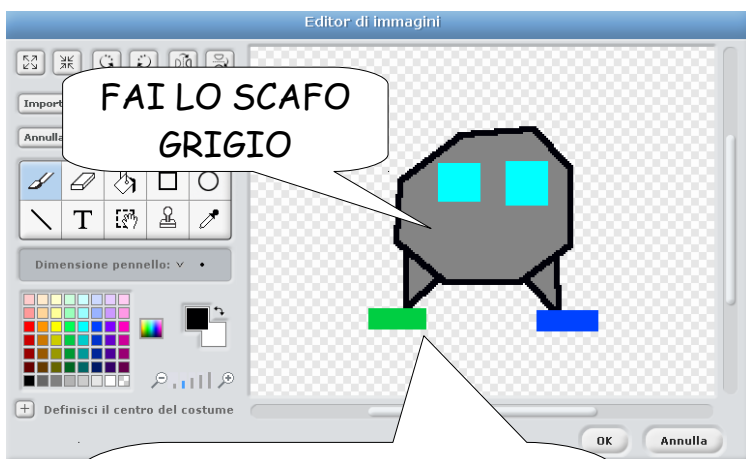 Editor di immagini
FAI LO SCAFO
GRIGIO
T
Dimensione pennello:
Definisci il centro del costume
OK
Annulla